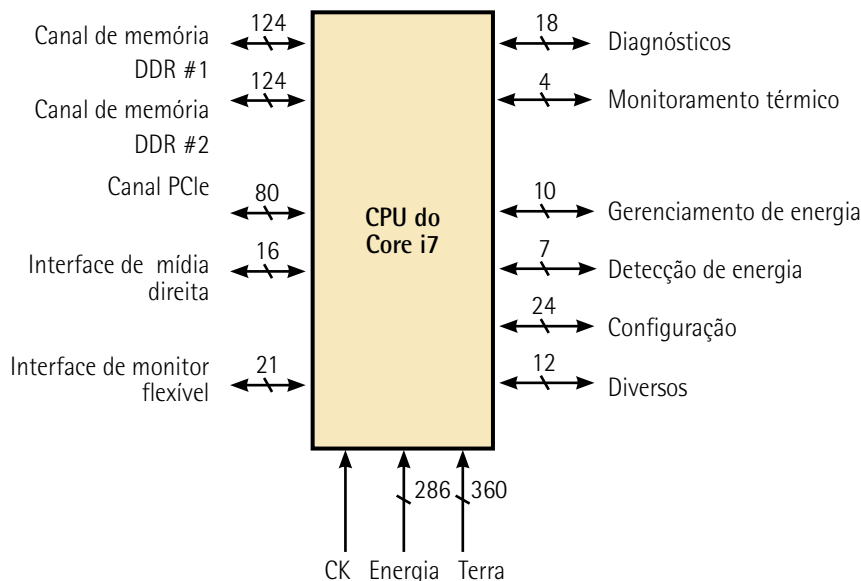 Canal de memória
DDR #1
124
Canal de memória
DDR #2
124
Canal PCIe
80
Interface de mídia
direita
16
Interface de monitor
flexível
21
CPU do
Core i7
18
Diagnósticos
4
Monitoramento térmico
10
Gerenciamento de energia
7
Detecção de energia
24
Configuração
12
Diversos
286
360
CK
Energia
Terra